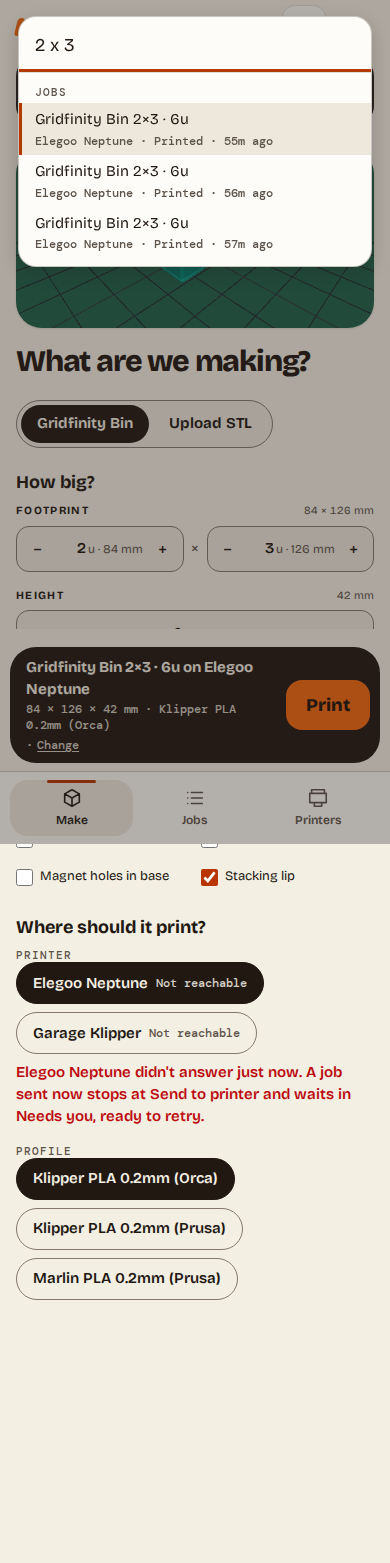 2 x 3
JOBS
Gridfinity Bin 2×3 · 6u
Elegoo Neptune · Printed · 55m ago
Gridfinity Bin 2×3 · 6u
Elegoo Neptune · Printed · 56m ago
Gridfinity Bin 2×3 · 6u
Elegoo Neptune · Printed · 57m ago
What are we making?
Gridfinity Bin Upload STL
How big?
FOOTPRINT 84 × 126 mm
− 2 u · 84 mm + × − 3 u · 126 mm +
HEIGHT 42 mm
Gridfinity Bin 2×3 · 6u on Elegoo
Neptune
84 × 126 × 42 mm · Klipper PLA
0.2mm (Orca)
· Change
Print
Make Jobs Printers
Magnet holes in base Stacking lip
Where should it print?
PRINTER
Elegoo Neptune Not reachable
Garage Klipper Not reachable
Elegoo Neptune didn't answer just now. A job
sent now stops at Send to printer and waits in
Needs you, ready to retry.
PROFILE
Klipper PLA 0.2mm (Orca)
Klipper PLA 0.2mm (Prusa)
Marlin PLA 0.2mm (Prusa)